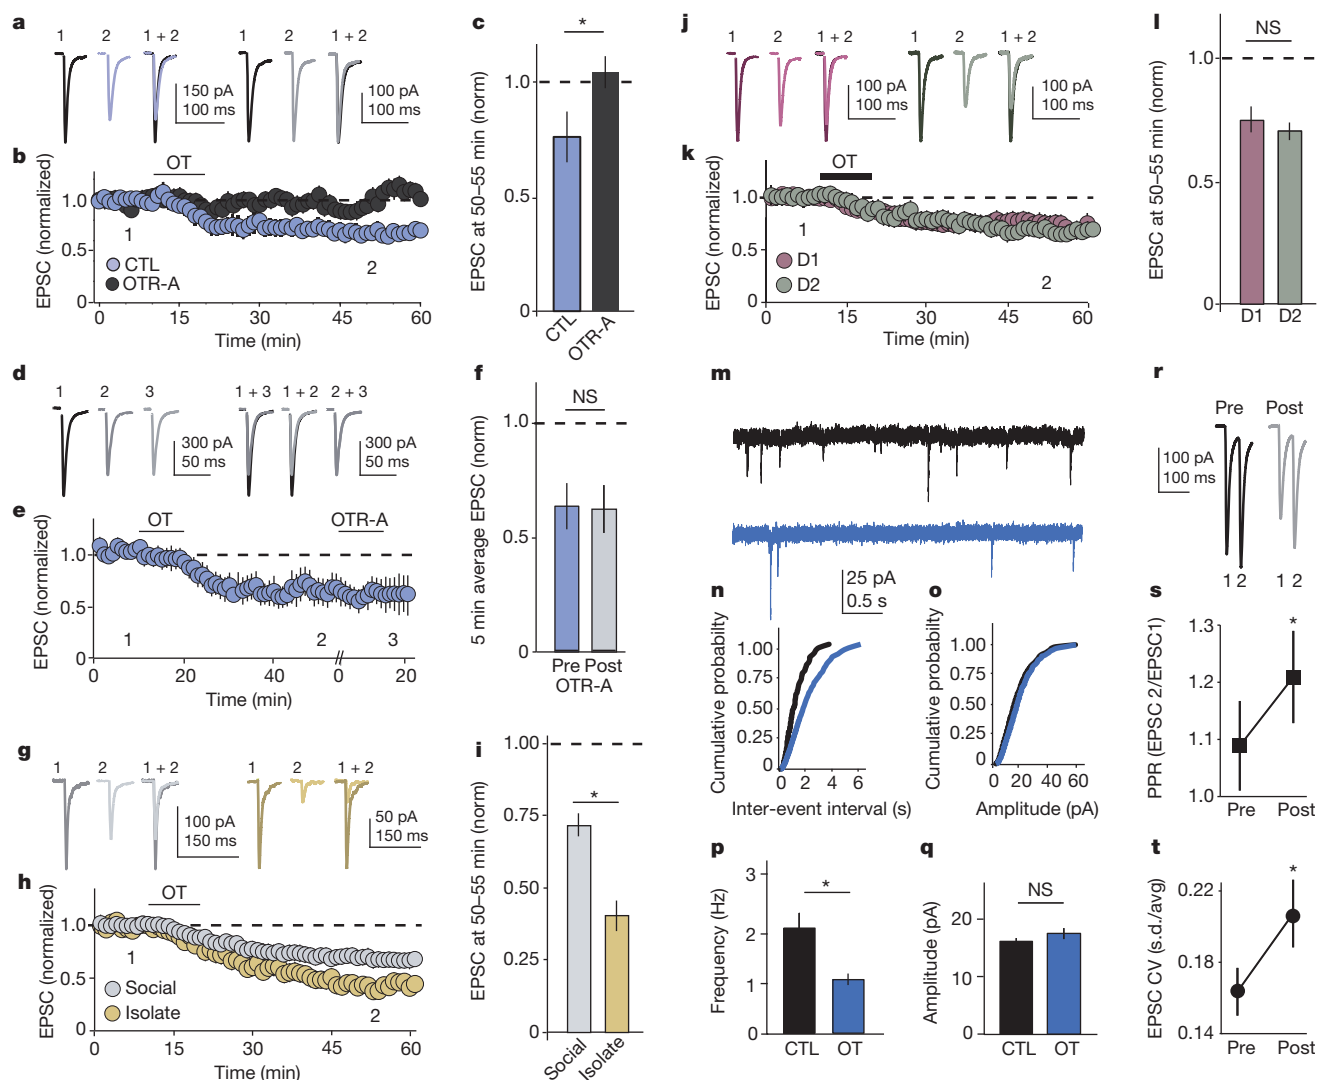 a
1 2 1 + 2 1 2 1 + 2
150 pA
100 ms
100 pA
100 ms
b
OT
EPSC (normalized)
1.0
0.5
0
1
2
CTL
OTR-A
0 15 30 45 60
Time (min)
c
*
EPSC at 50–55 min (norm)
1.0
0.5
0
CTL
OTR-A
d
1 2 3 1 + 3 1 + 2 2 + 3
300 pA
50 ms
300 pA
50 ms
e
OT
OTR-A
EPSC (normalized)
1.0
0.5
0
1 2 3
0 20 40 0 20
Time (min)
f
NS
5 min average EPSC (norm)
1.0
0.5
0
Pre Post
OTR-A
g
1 2 1 + 2 1 2 1 + 2
100 pA
150 ms
50 pA
150 ms
h
OT
EPSC (normalized)
1.0
0.5
0
1
2
Social
Isolate
0 15 30 45 60
Time (min)
i
*
EPSC at 50–55 min (norm)
1.00
0.75
0.50
0.25
0
Social
Isolate
j
1 2 1 + 2 1 2 1 + 2
100 pA
100 ms
100 pA
100 ms
k
OT
EPSC (normalized)
1.0
0.5
0
1
2
D1
D2
0 15 30 45 60
Time (min)
l
NS
EPSC at 50–55 min (norm)
1.0
0.5
0
D1 D2
m
25 pA
0.5 s
n
Cumulative probabilty
1.00
0.75
0.50
0.25
0
0 2 4 6
Inter-event interval (s)
o
Cumulative probabilty
1.00
0.75
0.50
0.25
0
0 20 40 60
Amplitude (pA)
p
*
Frequency (Hz)
3
2
1
0
CTL OT
q
NS
Amplitude (pA)
20
10
0
CTL OT
r
Pre Post
100 pA
100 ms
1 2 1 2
s
*
PPR (EPSC 2/EPSC1)
1.3
1.2
1.1
1.0
Pre Post
t
*
EPSC CV (s.d./avg)
0.22
0.18
0.14
Pre Post